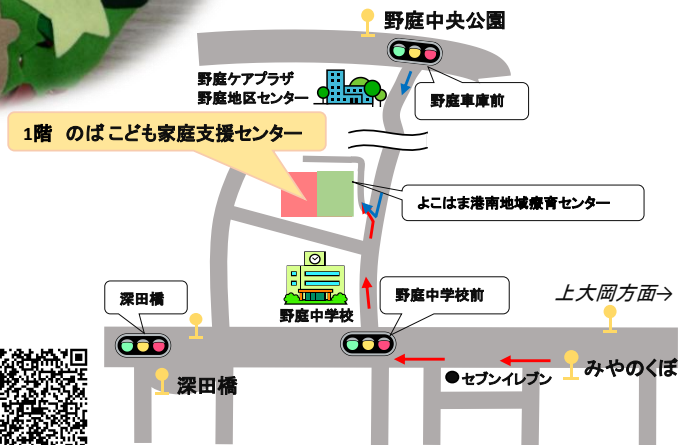 野庭中央公園
野庭ケアプラザ
野庭地区センター
野庭車庫前
1階　のばこども家庭支援センター
よこはま港南地域療育センター
野庭中学校
深田橋
野庭中学校前
上大岡方面→
みやのくぼ
●セブンイレブン
深田橋